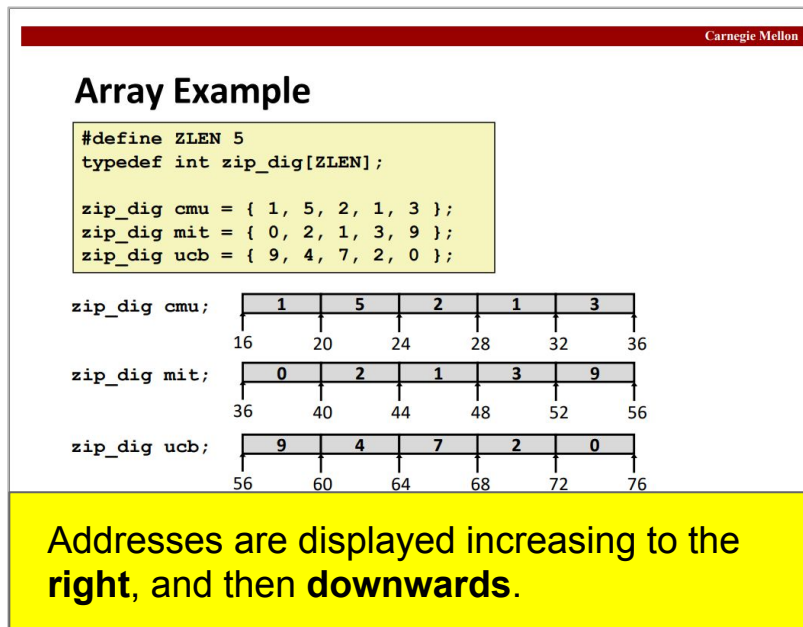 Carnegie Mellon
Array Example
#define ZLEN 5
typedef int zip_dig[ZLEN];
zip_dig cmu = { 1, 5, 2, 1, 3 };
zip_dig mit = { 0, 2, 1, 3, 9 };
zip_dig ucb = { 9, 4, 7, 2, 0 };
zip_dig cmu; 1 5 2 1 3
16 20 24 28 32 36
zip_dig mit; 0 2 1 3 9
36 40 44 48 52 56
zip_dig ucb; 9 4 7 2 0
56 60 64 68 72 76
Addresses are displayed increasing to the
right, and then downwards.